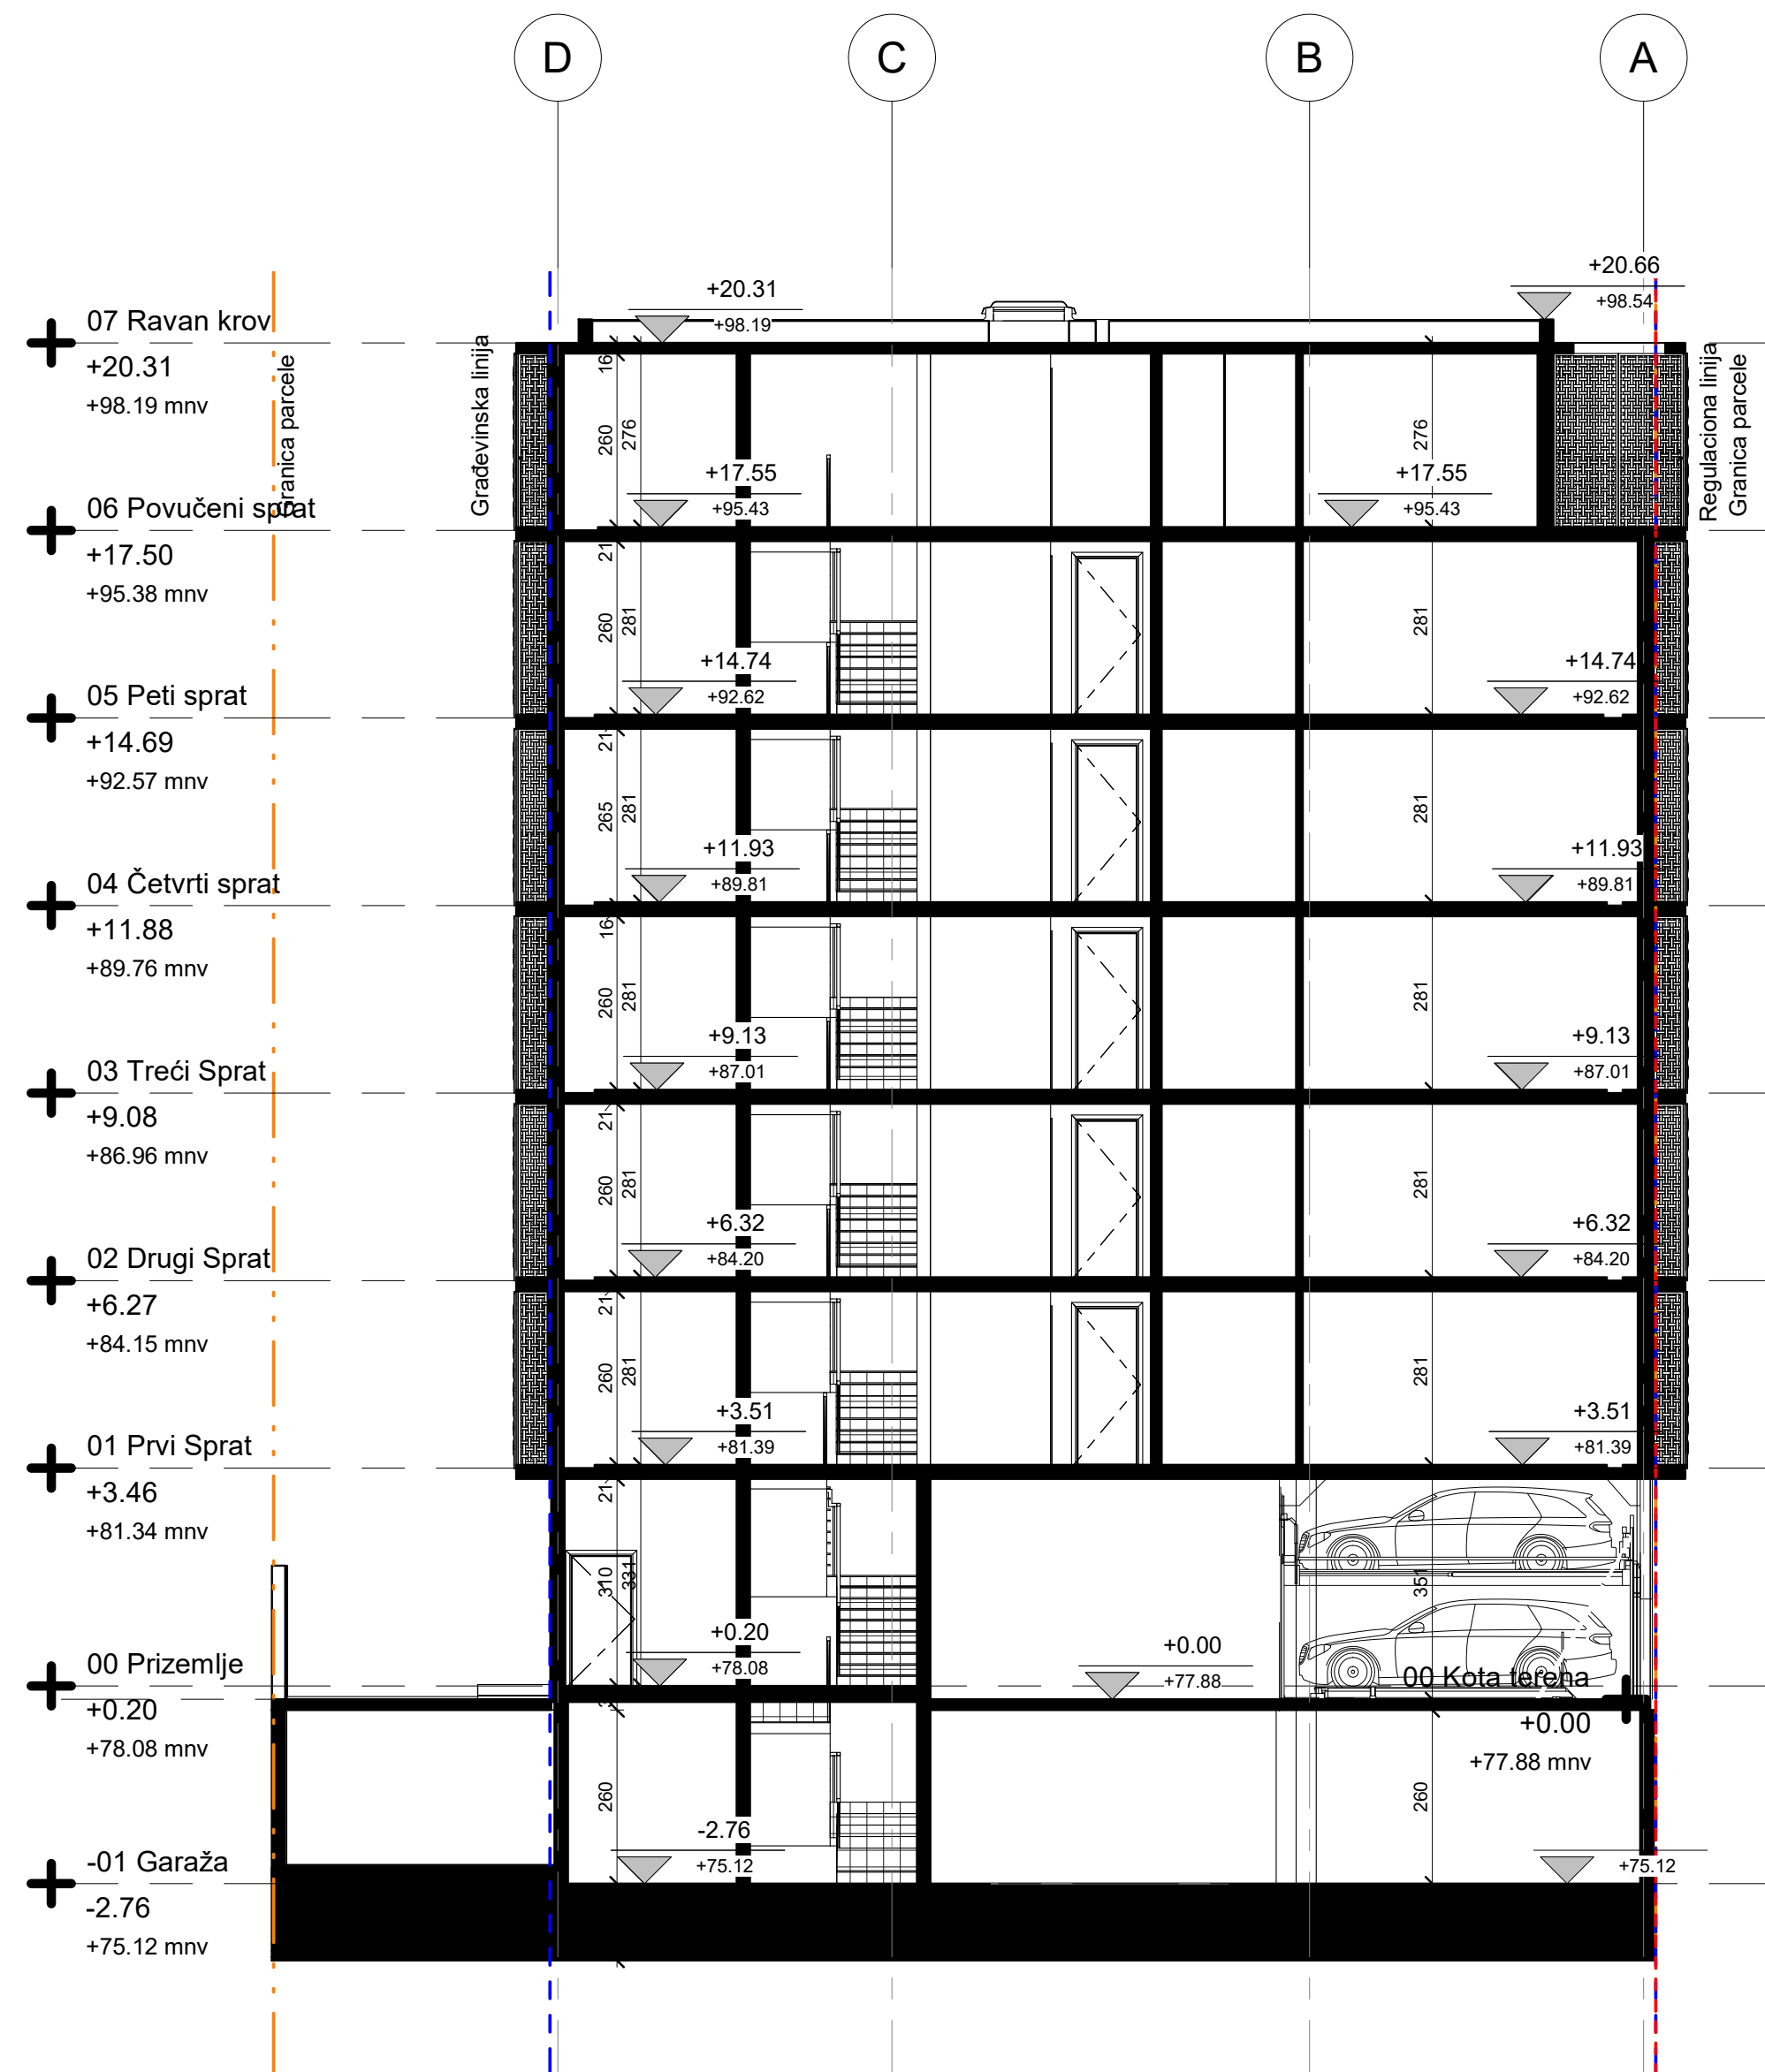 D
C
B
A
+20.66
+98.54
+20.31
+98.19
07 Ravan krov
+20.31
+98.19 mnv
Granica parcele
Građevinska linija
Regulaciona linija
Granica parcele
16
260
276
276
+17.55
+95.43
+17.55
+95.43
06 Povučeni sprat
+17.50
+95.38 mnv
21
260
281
281
+14.74
+92.62
+14.74
+92.62
05 Peti sprat
+14.69
+92.57 mnv
21
265
281
281
+11.93
+89.81
+11.93
+89.81
04 Četvrti sprat
+11.88
+89.76 mnv
16
260
281
281
+9.13
+87.01
+9.13
+87.01
03 Treći Sprat
+9.08
+86.96 mnv
21
260
281
281
+6.32
+84.20
+6.32
+84.20
02 Drugi Sprat
+6.27
+84.15 mnv
21
260
281
281
+3.51
+81.39
+3.51
+81.39
01 Prvi Sprat
+3.46
+81.34 mnv
21
310
331
351
+0.20
+78.08
+0.00
+77.88
00 Prizemlje
+0.20
+78.08 mnv
00 Kota terena
+0.00
+77.88 mnv
260
260
-2.76
+75.12
+75.12
-01 Garaža
-2.76
+75.12 mnv